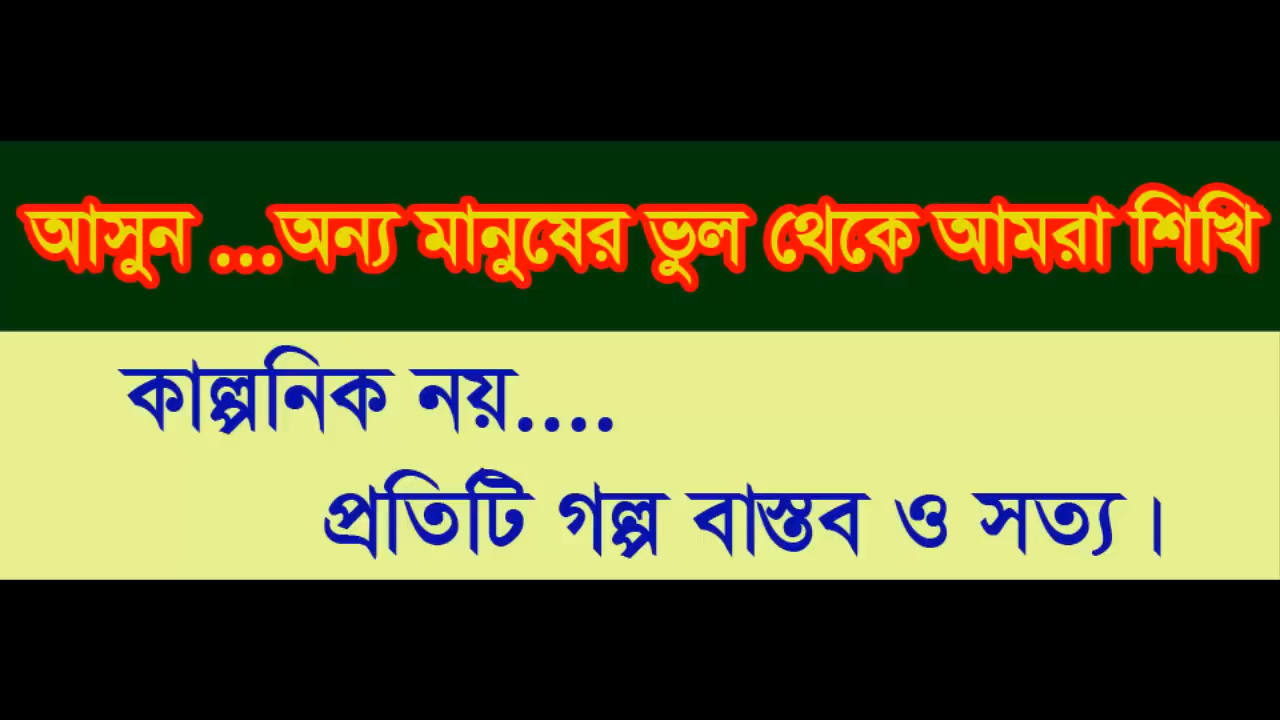 আসুন ...অন্য মানুষের ভুল থেকে আমরা শিখি
কাল্পনিক নয়....
প্রতিটি গল্প বাস্তব ও সত্য।